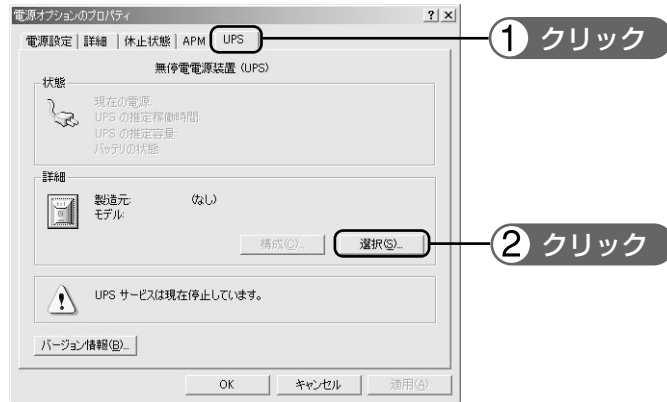 電源オプションのプロパティ
? ×
電源設定 詳細 休止状態 APM UPS
① クリック
無停電電源装置 (UPS)
状態
現在の電源:
UPS の推定稼働時間:
UPS の推定容量:
バッテリの状態:
詳細
製造元: (なし)
モデル:
構成(C)... 選択(S)...
② クリック
UPS サービスは現在停止しています。
バージョン情報(B)...
OK キャンセル 適用(A)